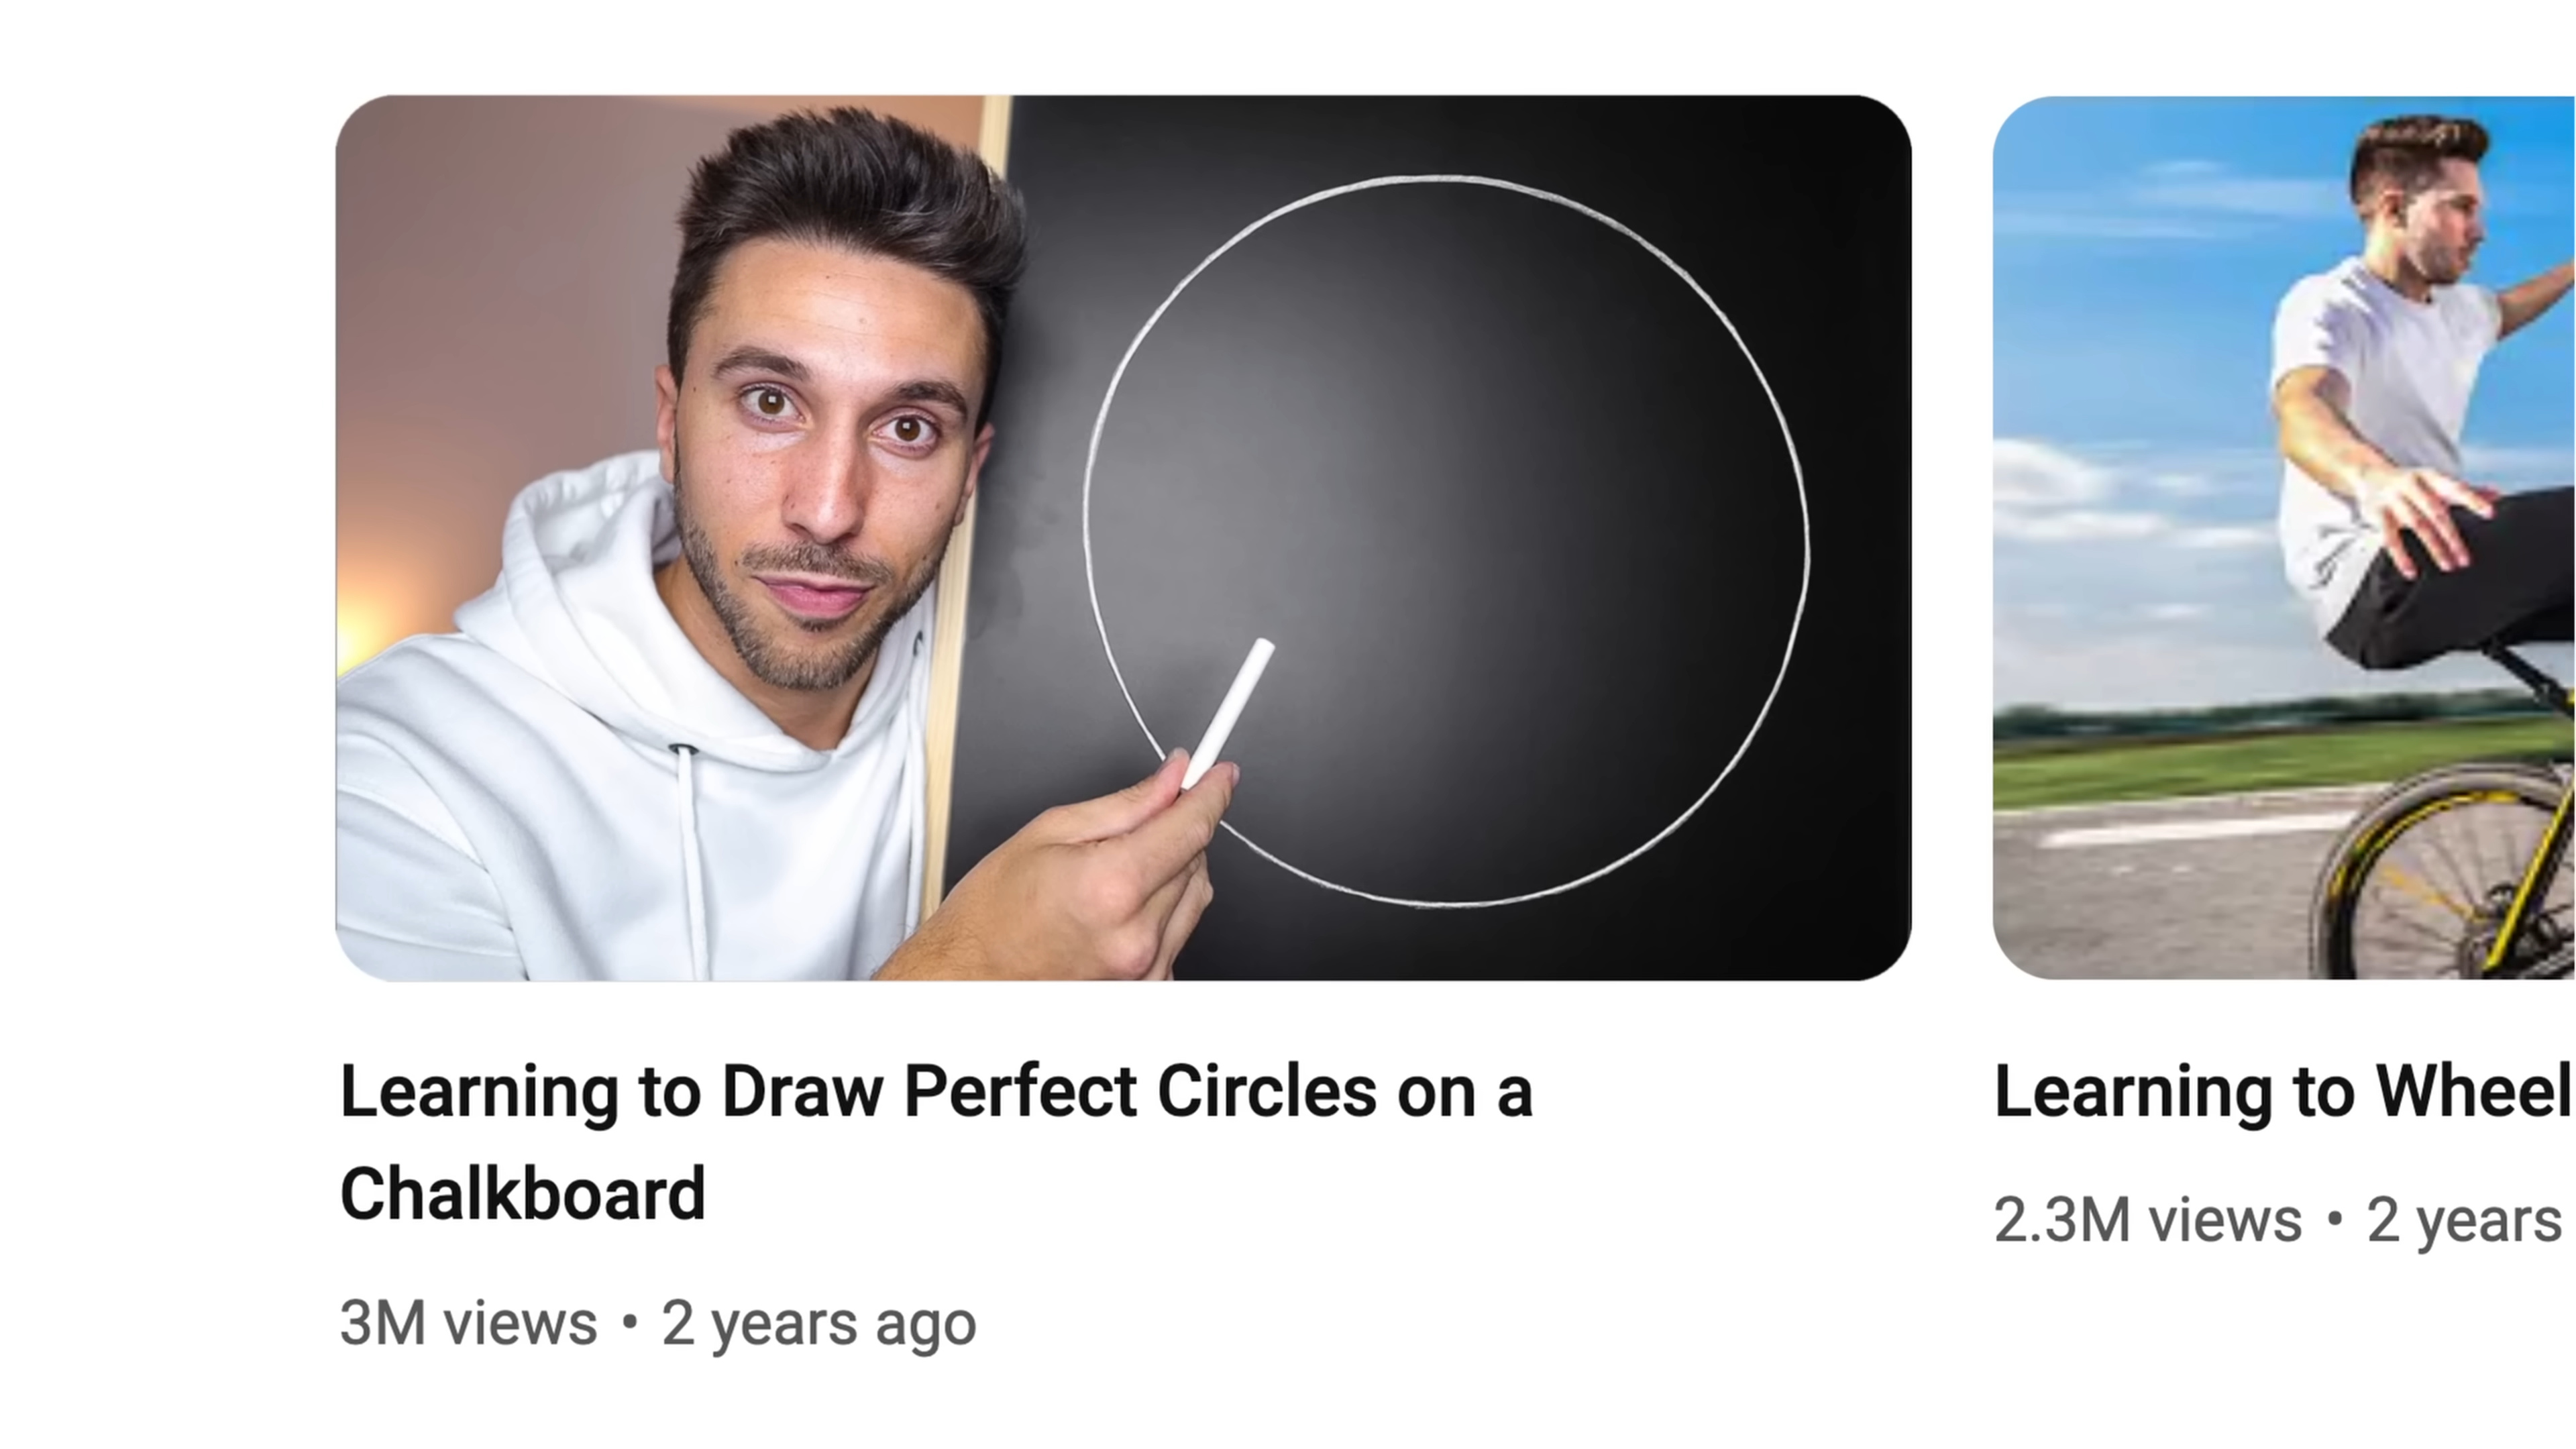 Learning to Draw Perfect Circles on a
Chalkboard
3M views • 2 years ago
Learning to Wheel
2.3M views • 2 years